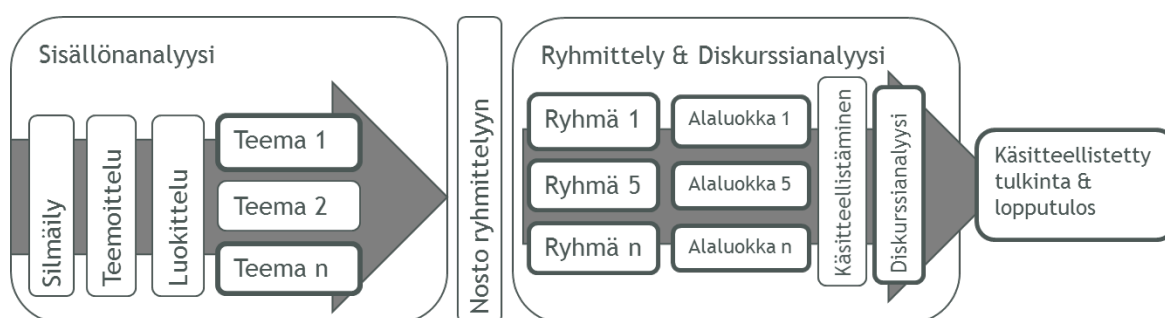 Sisällönanalyysi
Silmäily
Teemoittelu
Luokittelu
Teema 1
Teema 2
Teema n
Nosto ryhmittelyyn
Ryhmittely & Diskurssianalyysi
Ryhmä 1
Ryhmä 5
Ryhmä n
Alaluokka 1
Alaluokka 5
Alaluokka n
Käsitteellistäminen
Diskurssianalyysi
Käsitteellistetty
tulkinta &
lopputulos